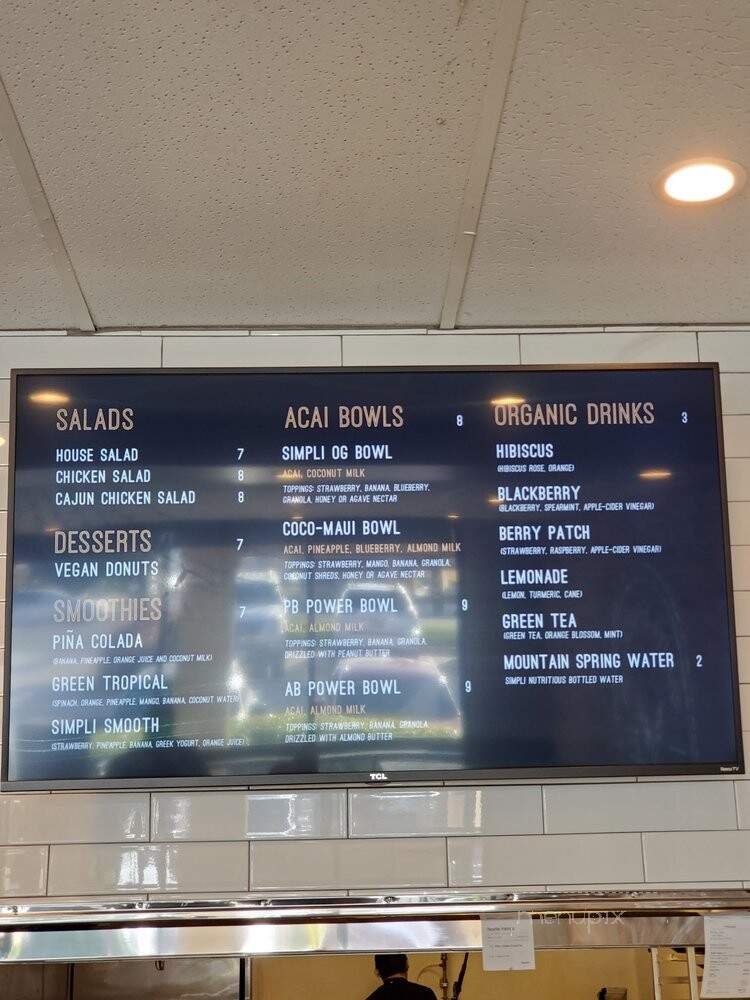 SALADS
HOUSE SALAD 7
CHICKEN SALAD 8
CAJUN CHICKEN SALAD 8
DESSERTS 7
VEGAN DONUTS
SMOOTHIES 7
PIÑA COLADA
(BANANA, PINEAPPLE, ORANGE JUICE AND COCONUT MILK)
GREEN TROPICAL
(SPINACH, ORANGE, PINEAPPLE, MANGO, BANANA, COCONUT WATER)
SIMPLI SMOOTH
(STRAWBERRY, PINEAPPLE, BANANA, GREEK YOGURT, ORANGE JUICE)
ACAI BOWLS 8
SIMPLI OG BOWL
ACAI, COCONUT MILK
TOPPINGS: STRAWBERRY, BANANA, BLUEBERRY,
GRANOLA, HONEY OR AGAVE NECTAR
COCO-MAUI BOWL
ACAI, PINEAPPLE, BLUEBERRY, ALMOND MILK
TOPPINGS: STRAWBERRY, MANGO, BANANA, GRANOLA,
COCONUT SHREDS, HONEY OR AGAVE NECTAR
PB POWER BOWL 9
ACAI, ALMOND MILK
TOPPINGS: STRAWBERRY, BANANA, GRANOLA,
DRIZZLED WITH PEANUT BUTTER
AB POWER BOWL 9
ACAI, ALMOND MILK
TOPPINGS: STRAWBERRY, BANANA, GRANOLA,
DRIZZLED WITH ALMOND BUTTER
ORGANIC DRINKS 3
HIBISCUS
(HIBISCUS ROSE, ORANGE)
BLACKBERRY
(BLACKBERRY, SPEARMINT, APPLE-CIDER VINEGAR)
BERRY PATCH
(STRAWBERRY, RASPBERRY, APPLE-CIDER VINEGAR)
LEMONADE
(LEMON, TURMERIC, CANE)
GREEN TEA
(GREEN TEA, ORANGE BLOSSOM, MINT)
MOUNTAIN SPRING WATER 2
SIMPLI NUTRITIOUS BOTTLED WATER
TCL
Roku TV
menupix